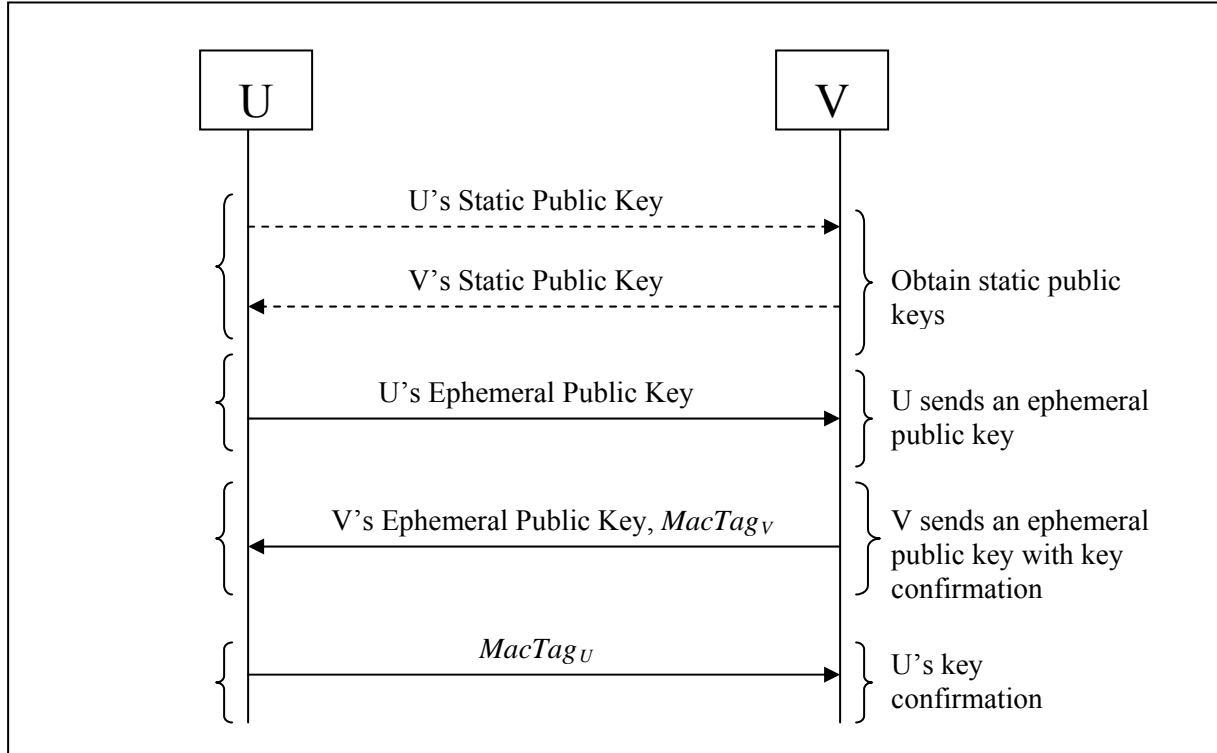 U
V
U’s Static Public Key
V’s Static Public Key
Obtain static public
keys
U’s Ephemeral Public Key
U sends an ephemeral
public key
V’s Ephemeral Public Key, MacTagV
V sends an ephemeral
public key with key
confirmation
MacTagU
U’s key
confirmation